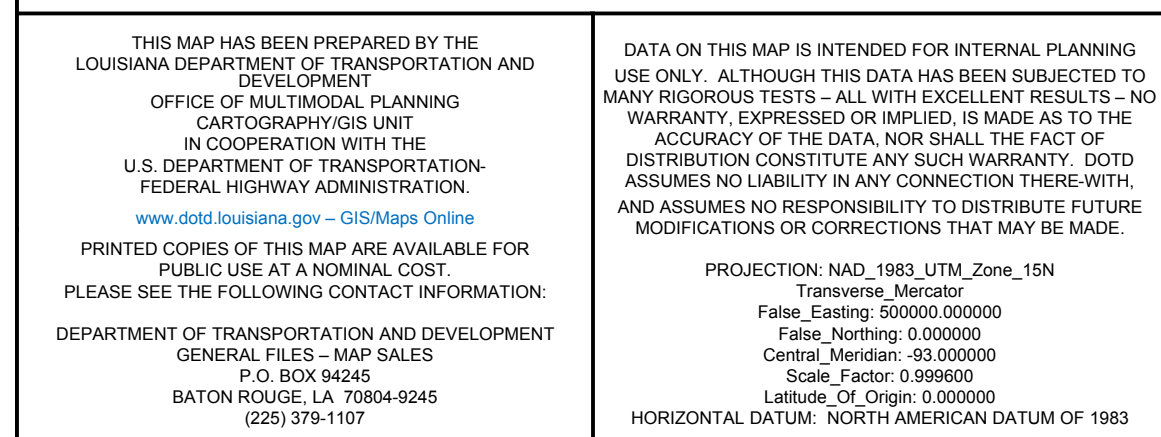 THIS MAP HAS BEEN PREPARED BY THE
LOUISIANA DEPARTMENT OF TRANSPORTATION AND
DEVELOPMENT
OFFICE OF MULTIMODAL PLANNING
CARTOGRAPHY/GIS UNIT
IN COOPERATION WITH THE
U.S. DEPARTMENT OF TRANSPORTATION-
FEDERAL HIGHWAY ADMINISTRATION.
www.dotd.louisiana.gov – GIS/Maps Online
PRINTED COPIES OF THIS MAP ARE AVAILABLE FOR
PUBLIC USE AT A NOMINAL COST.
PLEASE SEE THE FOLLOWING CONTACT INFORMATION:
DEPARTMENT OF TRANSPORTATION AND DEVELOPMENT
GENERAL FILES – MAP SALES
P.O. BOX 94245
BATON ROUGE, LA 70804-9245
(225) 379-1107
DATA ON THIS MAP IS INTENDED FOR INTERNAL PLANNING
USE ONLY. ALTHOUGH THIS DATA HAS BEEN SUBJECTED TO
MANY RIGOROUS TESTS – ALL WITH EXCELLENT RESULTS – NO
WARRANTY, EXPRESSED OR IMPLIED, IS MADE AS TO THE
ACCURACY OF THE DATA, NOR SHALL THE FACT OF
DISTRIBUTION CONSTITUTE ANY SUCH WARRANTY. DOTD
ASSUMES NO LIABILITY IN ANY CONNECTION THERE-WITH,
AND ASSUMES NO RESPONSIBILITY TO DISTRIBUTE FUTURE
MODIFICATIONS OR CORRECTIONS THAT MAY BE MADE.
PROJECTION: NAD_1983_UTM_Zone_15N
Transverse_Mercator
False_Easting: 500000.000000
False_Northing: 0.000000
Central_Meridian: -93.000000
Scale_Factor: 0.999600
Latitude_Of_Origin: 0.000000
HORIZONTAL DATUM: NORTH AMERICAN DATUM OF 1983